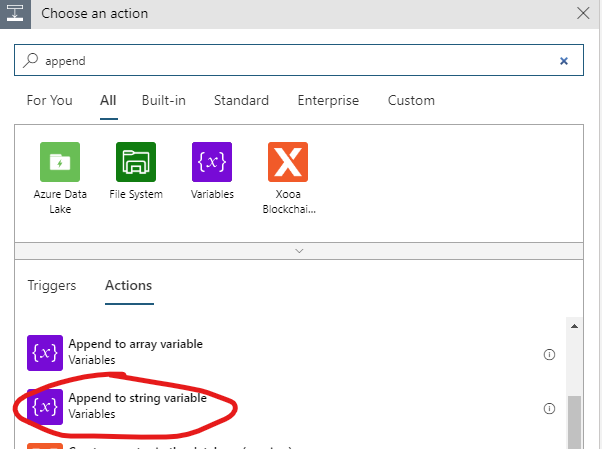 Choose an action
append
For You All Built-in Standard Enterprise Custom
Azure Data Lake
File System
Variables
Xooa Blockchai...
Triggers Actions
Append to array variable
Variables
Append to string variable
Variables